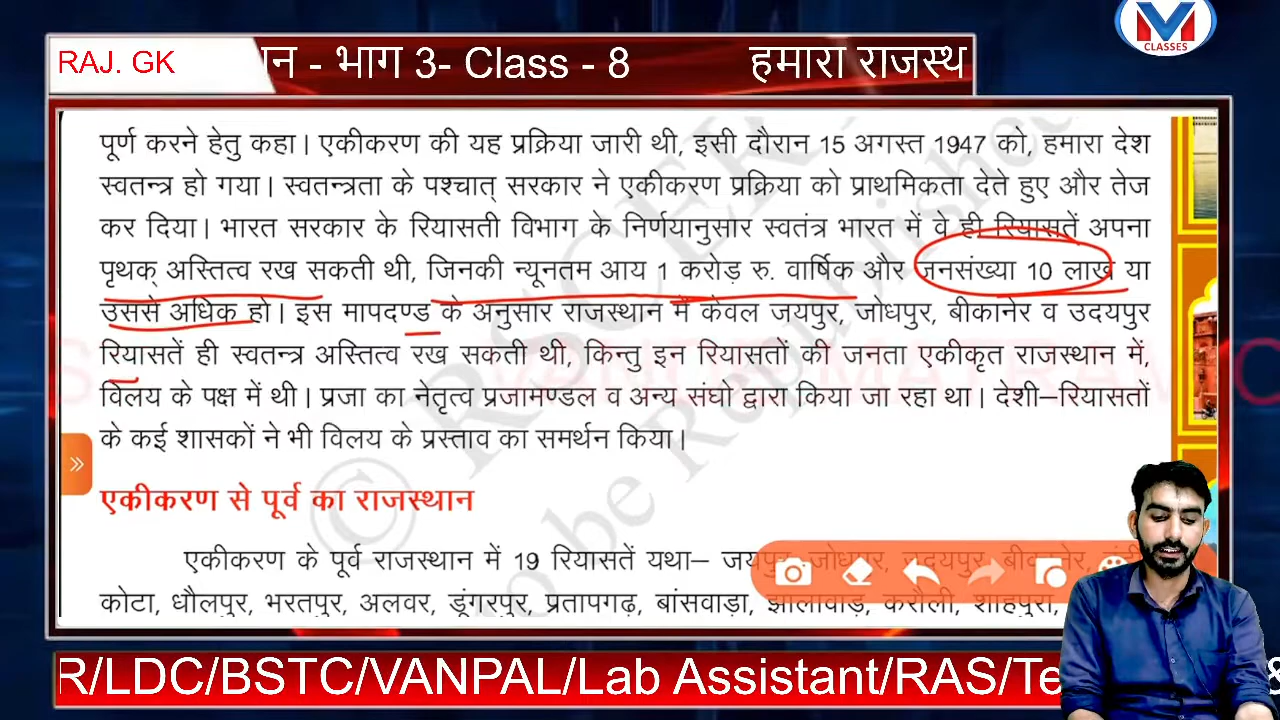 M
CLASSES
RAJ. GK
ान - भाग 3- Class - 8 हमारा राजस्थ
पूर्ण करने हेतु कहा। एकीकरण की यह प्रक्रिया जारी थी, इसी दौरान 15 अगस्त 1947 को, हमारा देश
स्वतन्त्र हो गया। स्वतन्त्रता के पश्चात् सरकार ने एकीकरण प्रक्रिया को प्राथमिकता देते हुए और तेज
कर दिया। भारत सरकार के रियासती विभाग के निर्णयानुसार स्वतंत्र भारत में वे ही रियासतें अपना
पृथक् अस्तित्व रख सकती थी, जिनकी न्यूनतम आय 1 करोड़ रु. वार्षिक और जनसंख्या 10 लाख या
उससे अधिक हो। इस मापदण्ड के अनुसार राजस्थान में केवल जयपुर, जोधपुर, बीकानेर व उदयपुर
रियासतें ही स्वतन्त्र अस्तित्व रख सकती थी, किन्तु इन रियासतों की जनता एकीकृत राजस्थान में,
विलय के पक्ष में थी। प्रजा का नेतृत्व प्रजामण्डल व अन्य संघो द्वारा किया जा रहा था। देशी–रियासतों
के कई शासकों ने भी विलय के प्रस्ताव का समर्थन किया।
एकीकरण से पूर्व का राजस्थान
एकीकरण के पूर्व राजस्थान में 19 रियासतें यथा– जयपुर, जोधपुर, उदयपुर, बीकानेर,
कोटा, धौलपुर, भरतपुर, अलवर, डूंगरपुर, प्रतापगढ़, बांसवाड़ा, झालावाड़, करौली, शाहपुरा,
R/LDC/BSTC/VANPAL/Lab Assistant/RAS/Te